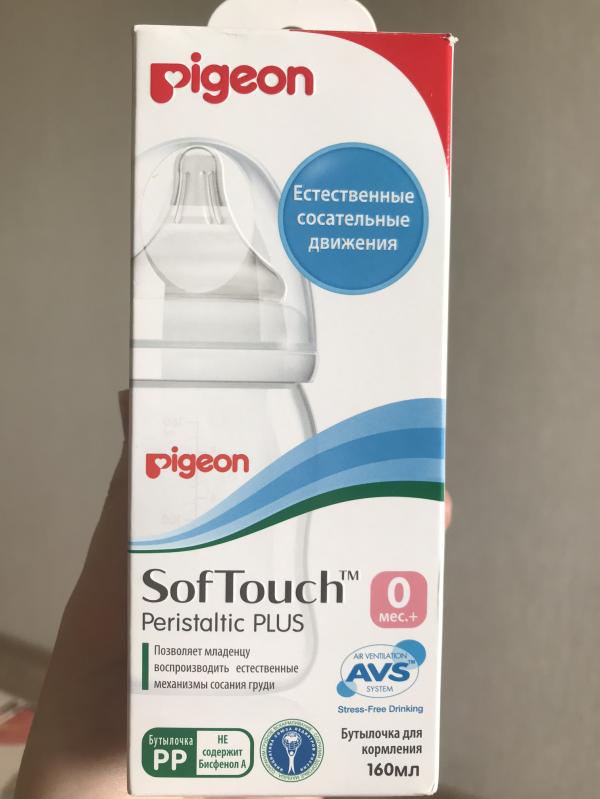 pigeon
Естественные
сосательные
движения
pigeon
SofTouch™
Peristaltic PLUS
0
мес.+
Позволяет младенцу
воспроизводить естественные
механизмы сосания груди
AIR VENTILATION
AVS™
SYSTEM
Stress-Free Drinking
Бутылочка
PP
НЕ
содержит
Бисфенол А
Бутылочка для
кормления
160мл